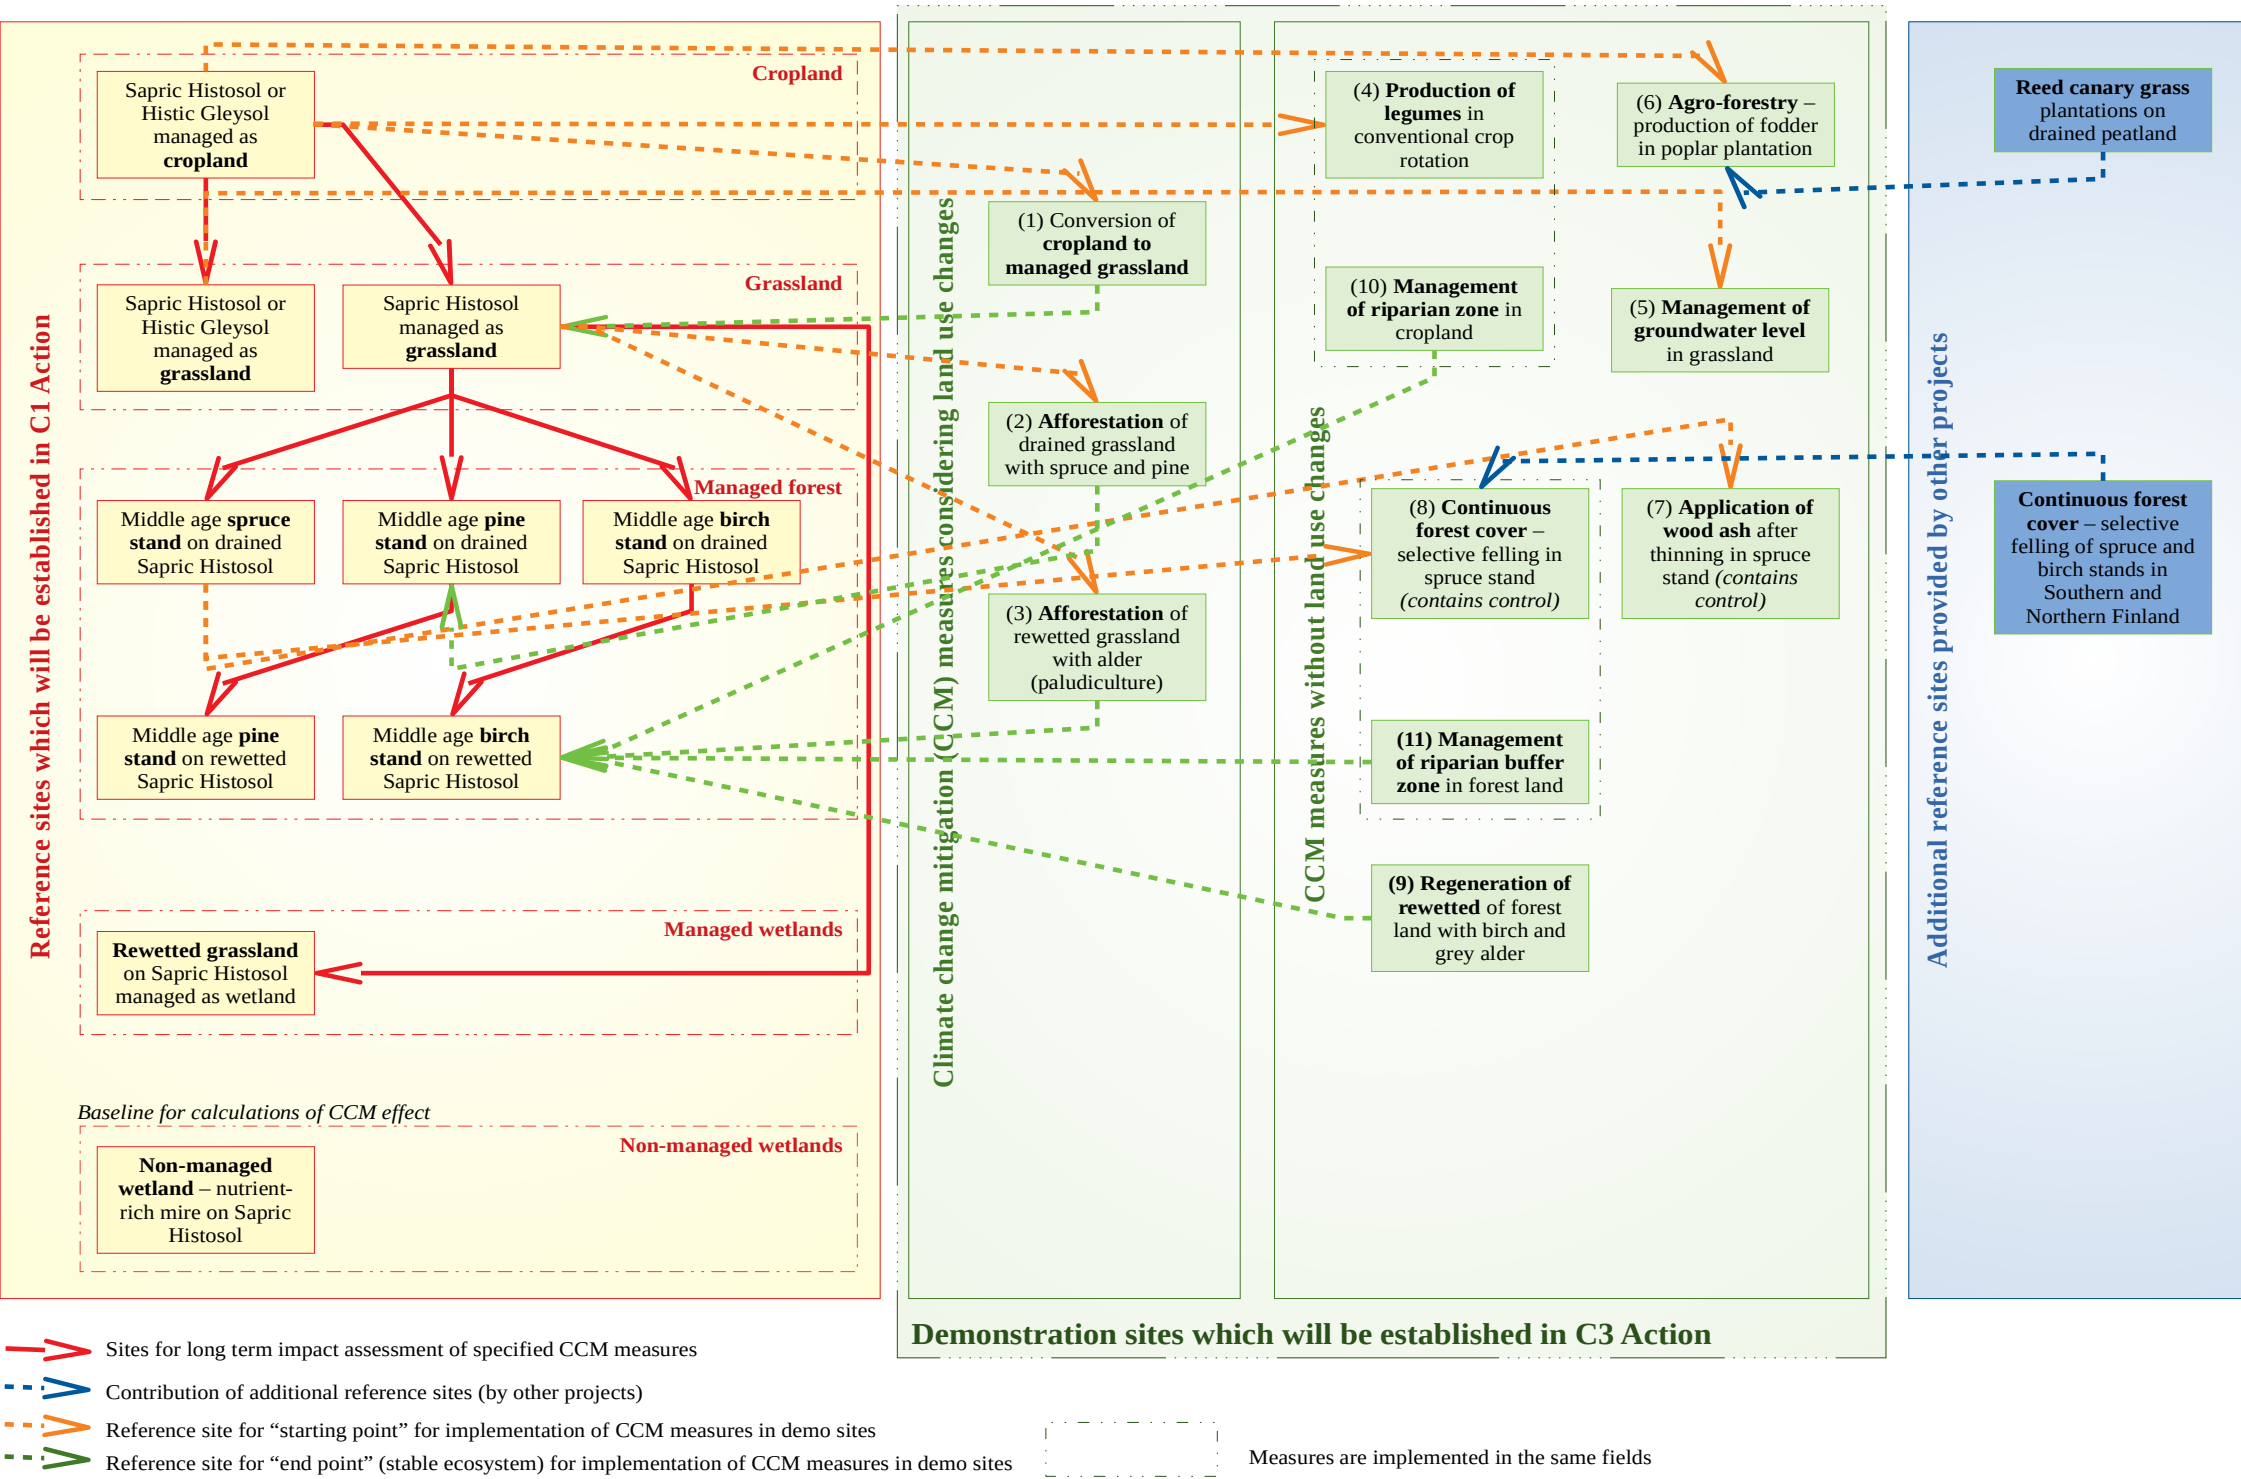 Reference sites which will be established in C1 Action
Cropland
Sapric Histosol or
Histic Gleysol
managed as
cropland
Grassland
Sapric Histosol or
Histic Gleysol
managed as
grassland
Sapric Histosol
managed as
grassland
Managed forest
Middle age spruce
stand on drained
Sapric Histosol
Middle age pine
stand on drained
Sapric Histosol
Middle age birch
stand on drained
Sapric Histosol
Middle age pine
stand on rewetted
Sapric Histosol
Middle age birch
stand on rewetted
Sapric Histosol
Managed wetlands
Rewetted grassland
on Sapric Histosol
managed as wetland
Baseline for calculations of CCM effect
Non-managed wetlands
Non-managed
wetland – nutrient-
rich mire on Sapric
Histosol
Climate change mitigation (CCM) measures considering land use changes
(1) Conversion of
cropland to
managed grassland
(2) Afforestation of
drained grassland
with spruce and pine
(3) Afforestation of
rewetted grassland
with alder
(paludiculture)
CCM measures without land use changes
(4) Production of
legumes in
conventional crop
rotation
(6) Agro-forestry –
production of fodder
in poplar plantation
(10) Management
of riparian zone in
cropland
(5) Management of
groundwater level
in grassland
(8) Continuous
forest cover –
selective felling in
spruce stand
(contains control)
(7) Application of
wood ash after
thinning in spruce
stand (contains
control)
(11) Management
of riparian buffer
zone in forest land
(9) Regeneration of
rewetted of forest
land with birch and
grey alder
Demonstration sites which will be established in C3 Action
Additional reference sites provided by other projects
Reed canary grass
plantations on
drained peatland
Continuous forest
cover – selective
felling of spruce and
birch stands in
Southern and
Northern Finland
Sites for long term impact assessment of specified CCM measures
Contribution of additional reference sites (by other projects)
Reference site for “starting point” for implementation of CCM measures in demo sites
Reference site for “end point” (stable ecosystem) for implementation of CCM measures in demo sites
Measures are implemented in the same fields